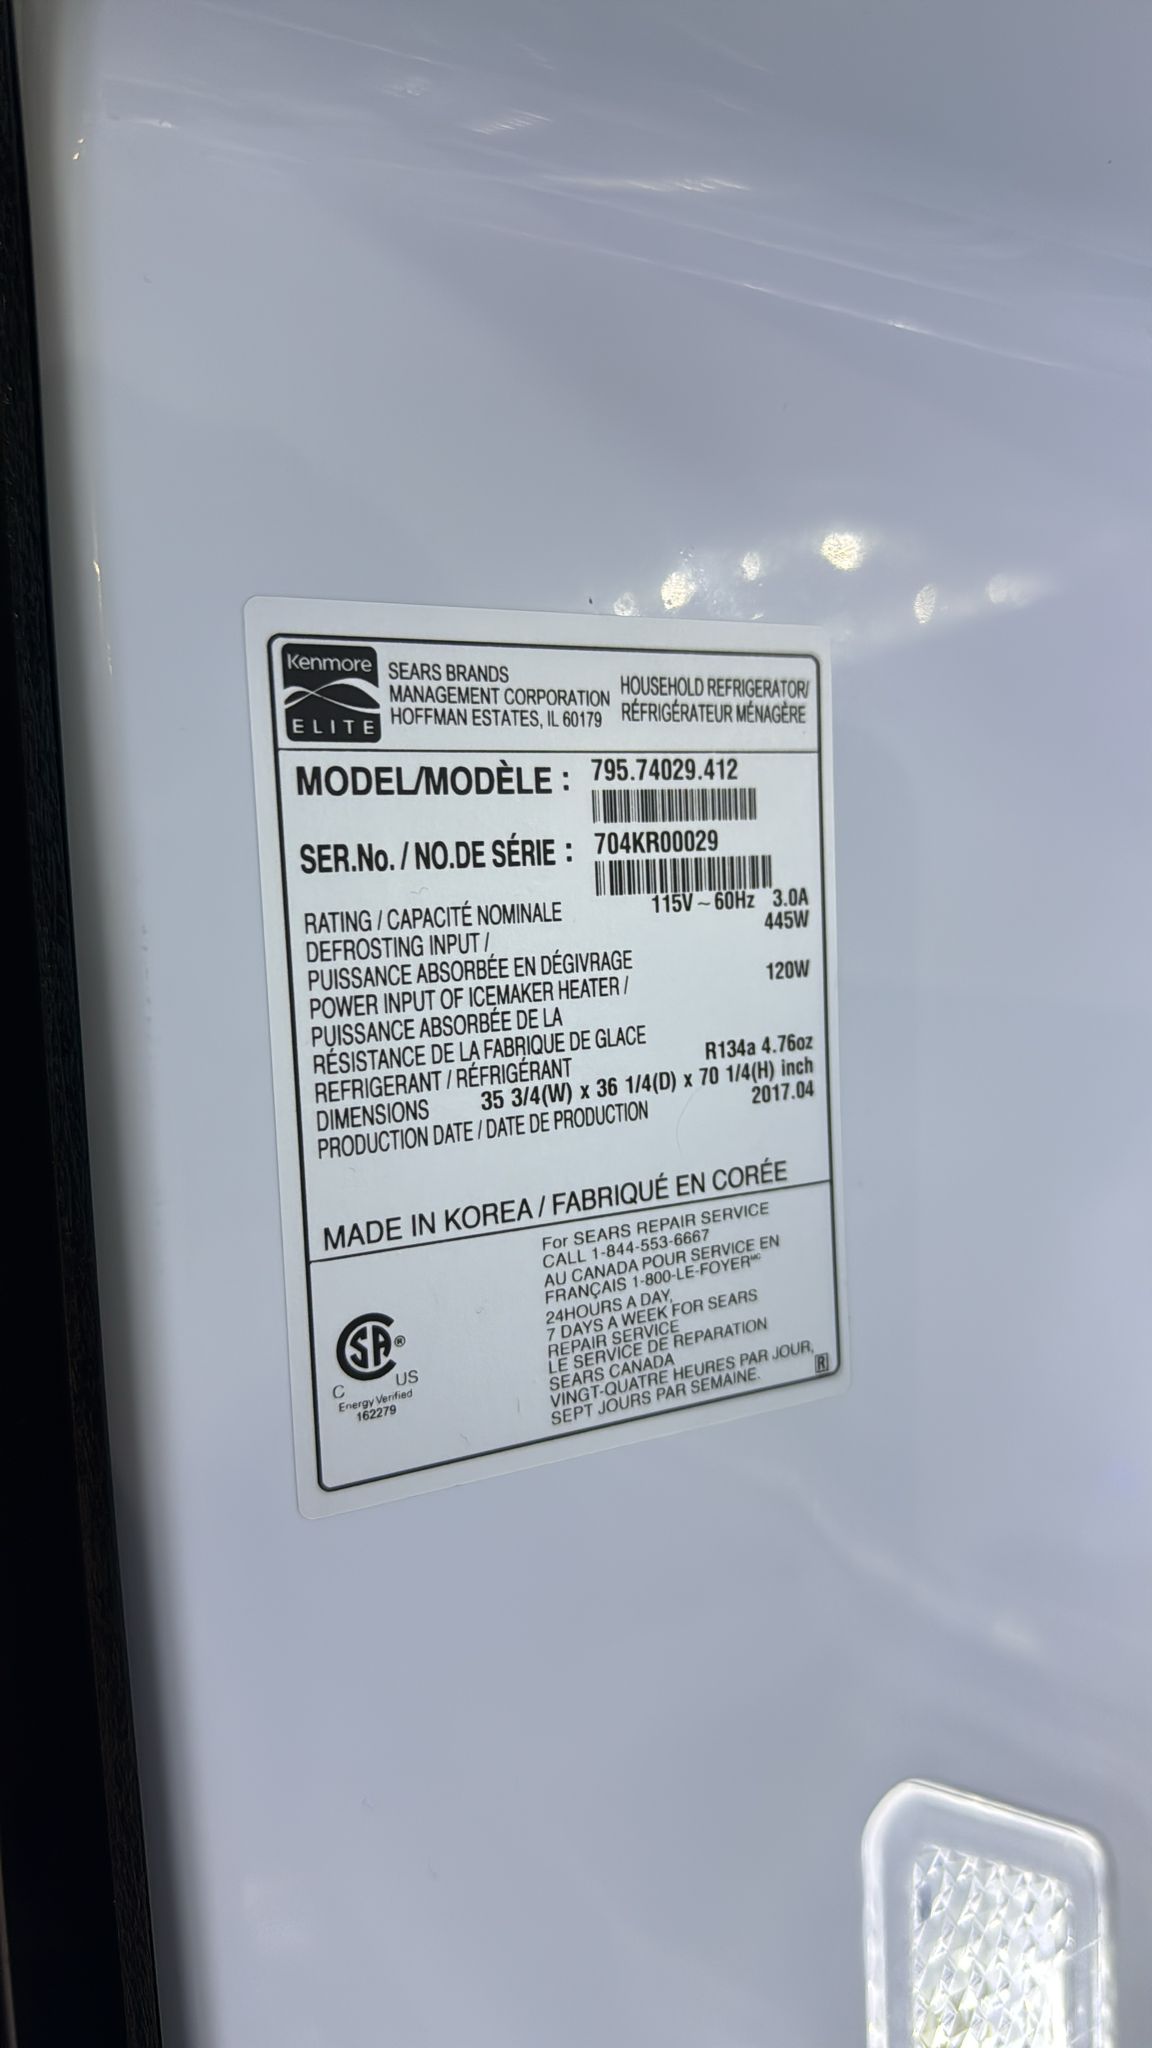 Kenmore
ELITE
SEARS BRANDS
MANAGEMENT CORPORATION
HOFFMAN ESTATES, IL 60179
HOUSEHOLD REFRIGERATOR/
RÉFRIGÉRATEUR MÉNAGÈRE
MODEL/MODÈLE : 795.74029.412
SER.No. / NO.DE SÉRIE : 704KR00029
RATING / CAPACITÉ NOMINALE 115V ~ 60Hz 3.0A
DEFROSTING INPUT / 445W
PUISSANCE ABSORBÉE EN DÉGIVRAGE
POWER INPUT OF ICEMAKER HEATER / 120W
PUISSANCE ABSORBÉE DE LA
RÉSISTANCE DE LA FABRIQUE DE GLACE
REFRIGERANT / RÉFRIGÉRANT R134a 4.76oz
DIMENSIONS 35 3/4(W) x 36 1/4(D) x 70 1/4(H) inch
PRODUCTION DATE / DATE DE PRODUCTION 2017.04
MADE IN KOREA / FABRIQUÉ EN CORÉE
For SEARS REPAIR SERVICE
CALL 1-844-553-6667
AU CANADA POUR SERVICE EN
FRANÇAIS 1-800-LE-FOYER MC
24HOURS A DAY,
7 DAYS A WEEK FOR SEARS
REPAIR SERVICE
LE SERVICE DE REPARATION
SEARS CANADA
VINGT-QUATRE HEURES PAR JOUR,
SEPT JOURS PAR SEMAINE.
R
SA ®
C US
Energy Verified
162279